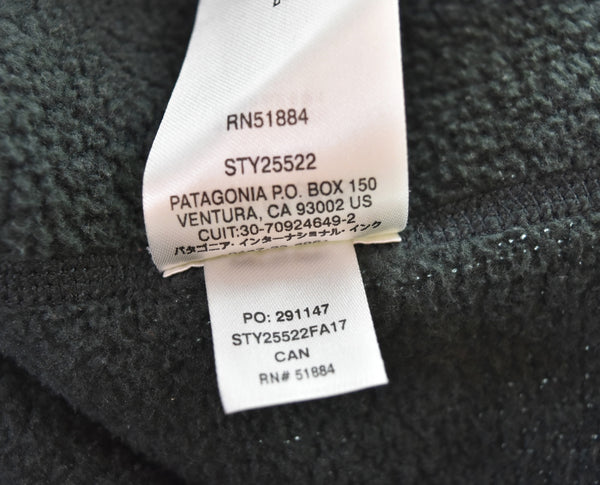 RN51884
STY25522
PATAGONIA P.O. BOX 150
VENTURA, CA 93002 US
CUIT:30-70924649-2
パタゴニア・インターナショナル・インク
PO: 291147
STY25522FA17
CAN
RN# 51884